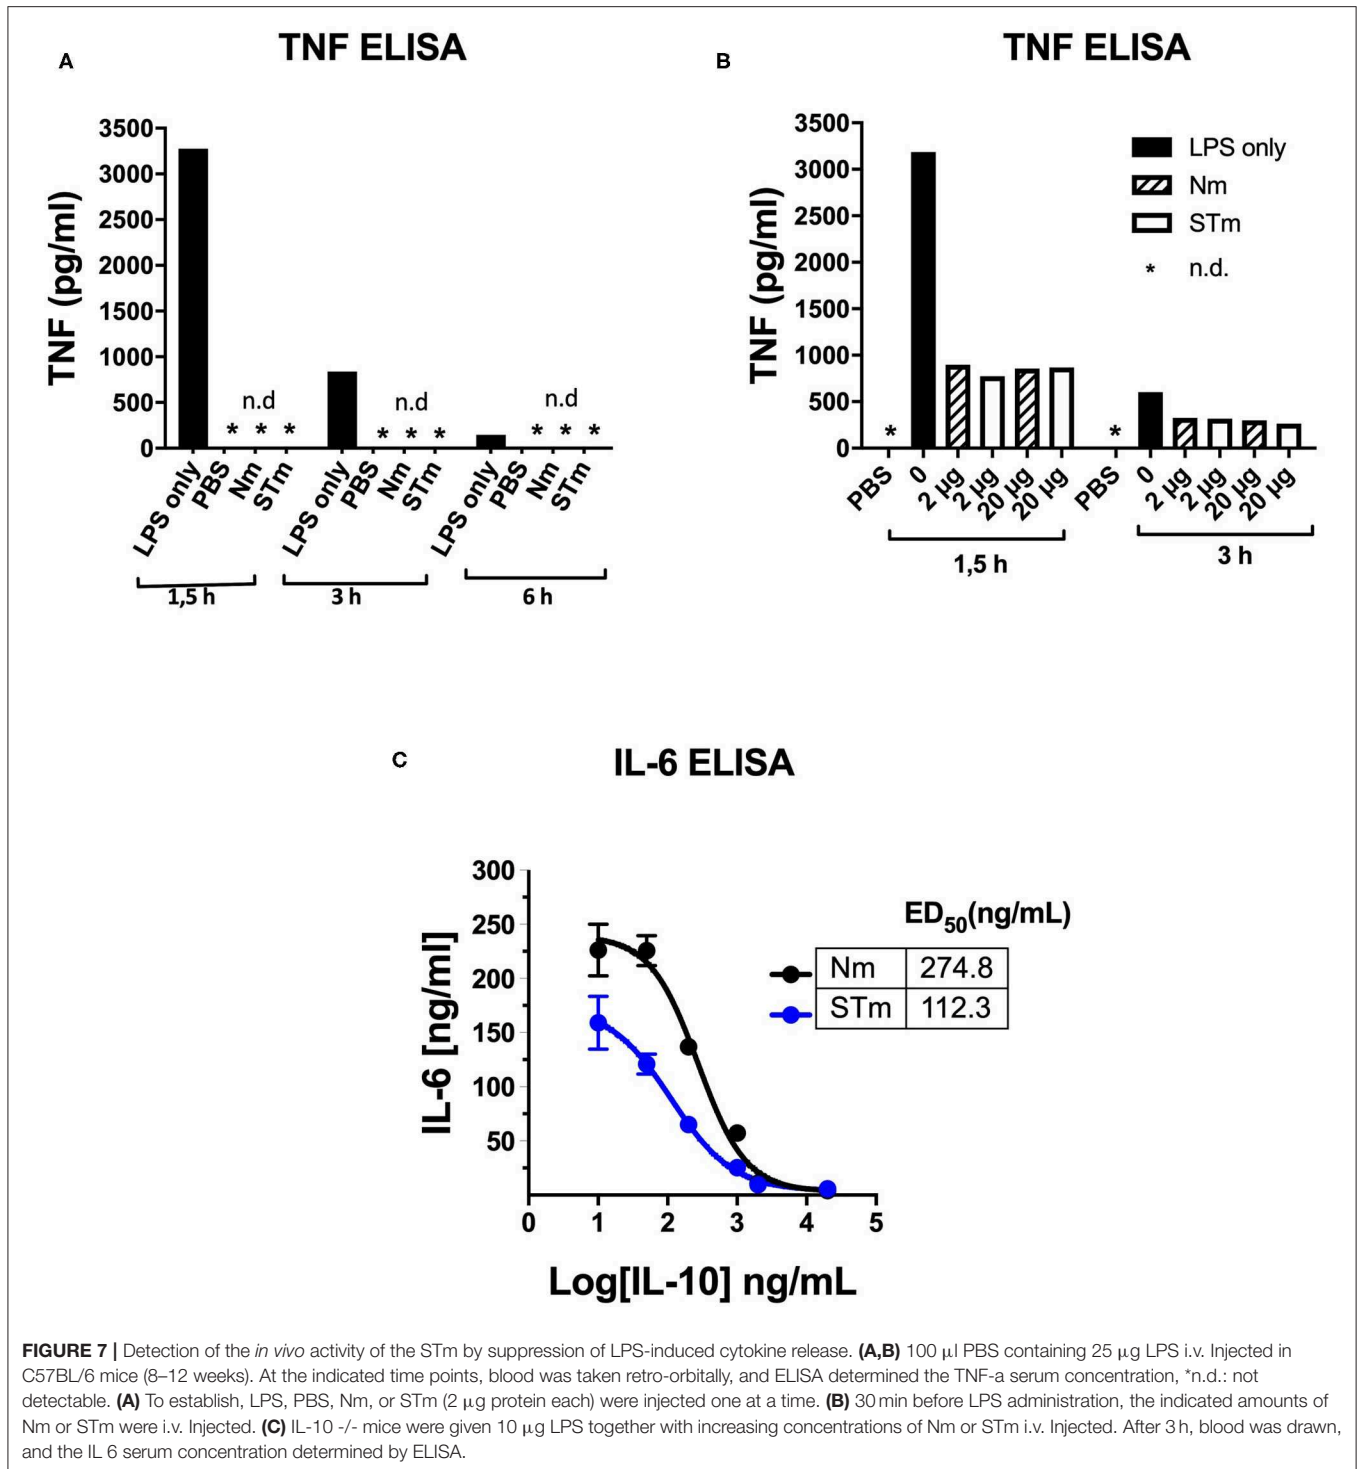 A
TNF ELISA
TNF (pg/ml)
3500
3000
2500
2000
1500
1000
500
0
n.d
* * *
n.d
* * *
n.d
* * *
LPS only
PBS
Nm
STm
LPS only
PBS
Nm
STm
LPS only
PBS
Nm
STm
1,5 h
3 h
6 h
B
TNF ELISA
TNF (pg/ml)
3500
3000
2500
2000
1500
1000
500
0
LPS only
Nm
STm
* n.d.
*
*
PBS
0
2 µg
2 µg
20 µg
20 µg
PBS
0
2 µg
2 µg
20 µg
20 µg
1,5 h
3 h
C
IL-6 ELISA
IL-6 [ng/ml]
300
250
200
150
100
50
0
1
2
3
4
5
Log[IL-10] ng/mL
ED50(ng/mL)
Nm 274.8
STm 112.3
FIGURE 7 | Detection of the in vivo activity of the STm by suppression of LPS-induced cytokine release. (A,B) 100 µl PBS containing 25 µg LPS i.v. Injected in
C57BL/6 mice (8–12 weeks). At the indicated time points, blood was taken retro-orbitally, and ELISA determined the TNF-a serum concentration, *n.d.: not
detectable. (A) To establish, LPS, PBS, Nm, or STm (2 µg protein each) were injected one at a time. (B) 30 min before LPS administration, the indicated amounts of
Nm or STm were i.v. Injected. (C) IL-10 -/- mice were given 10 µg LPS together with increasing concentrations of Nm or STm i.v. Injected. After 3 h, blood was drawn,
and the IL 6 serum concentration determined by ELISA.